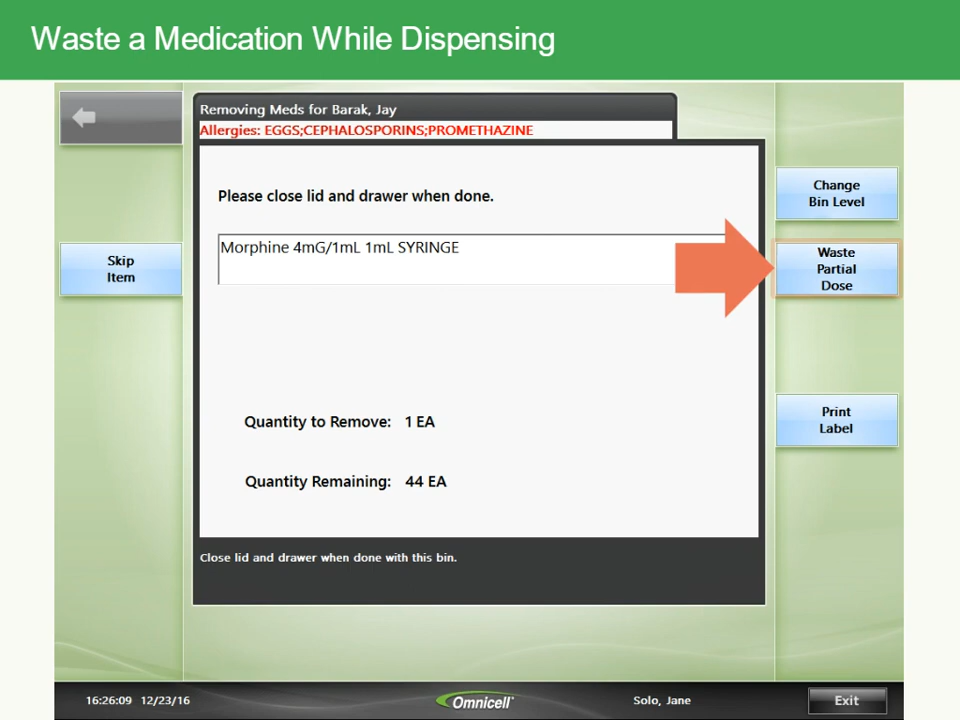 Waste a Medication While Dispensing
Removing Meds for Barak, Jay
Allergies: EGGS;CEPHALOSPORINS;PROMETHAZINE
Please close lid and drawer when done.
Morphine 4mG/1mL 1mL SYRINGE
Skip
Item
Change
Bin Level
Waste
Partial
Dose
Print
Label
Quantity to Remove: 1 EA
Quantity Remaining: 44 EA
Close lid and drawer when done with this bin.
16:26:09 12/23/16
Omnicell
Solo, Jane
Exit